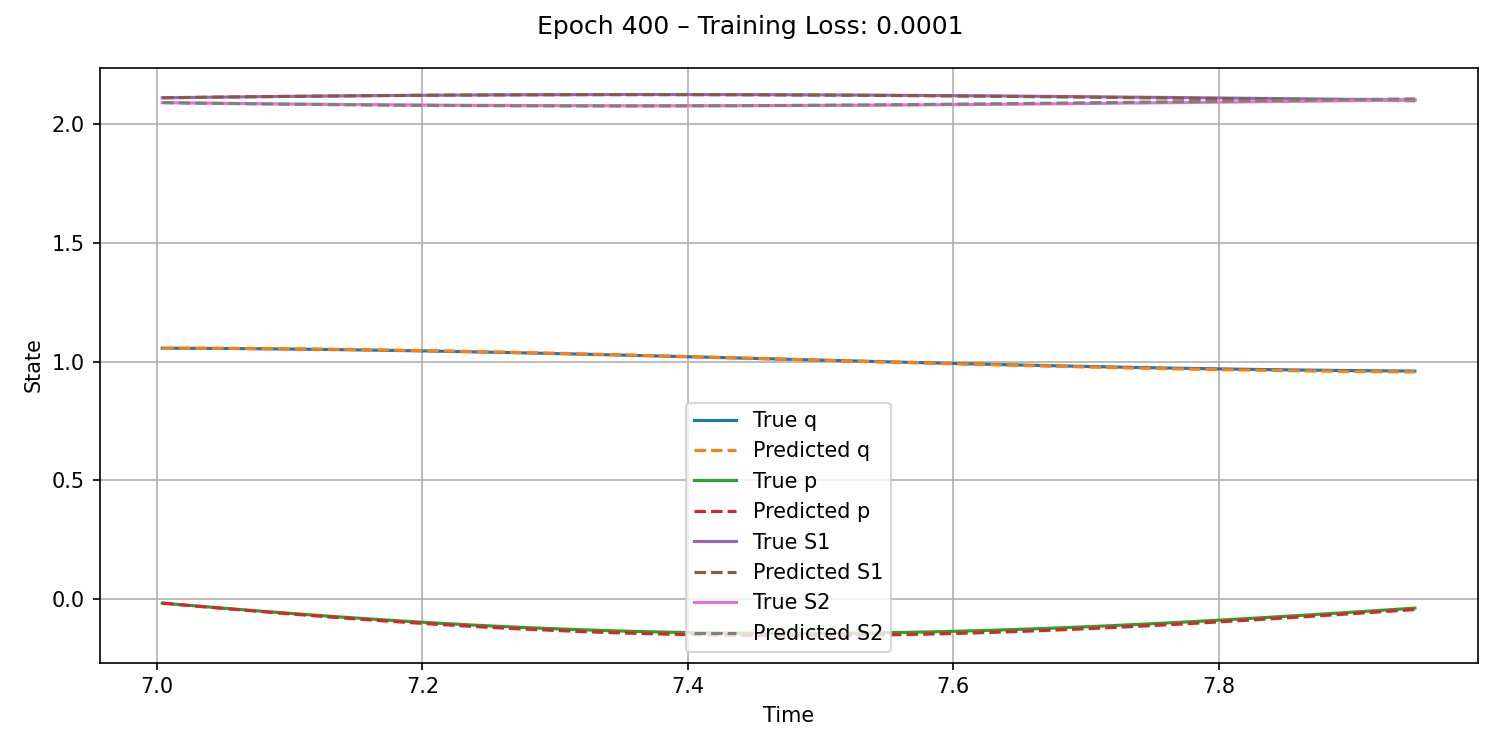 Epoch 400 – Training Loss: 0.0001
2.0
1.5
1.0
0.5
0.0
State
True q
Predicted q
True p
Predicted p
True S1
Predicted S1
True S2
Predicted S2
7.0
7.2
7.4
7.6
7.8
Time